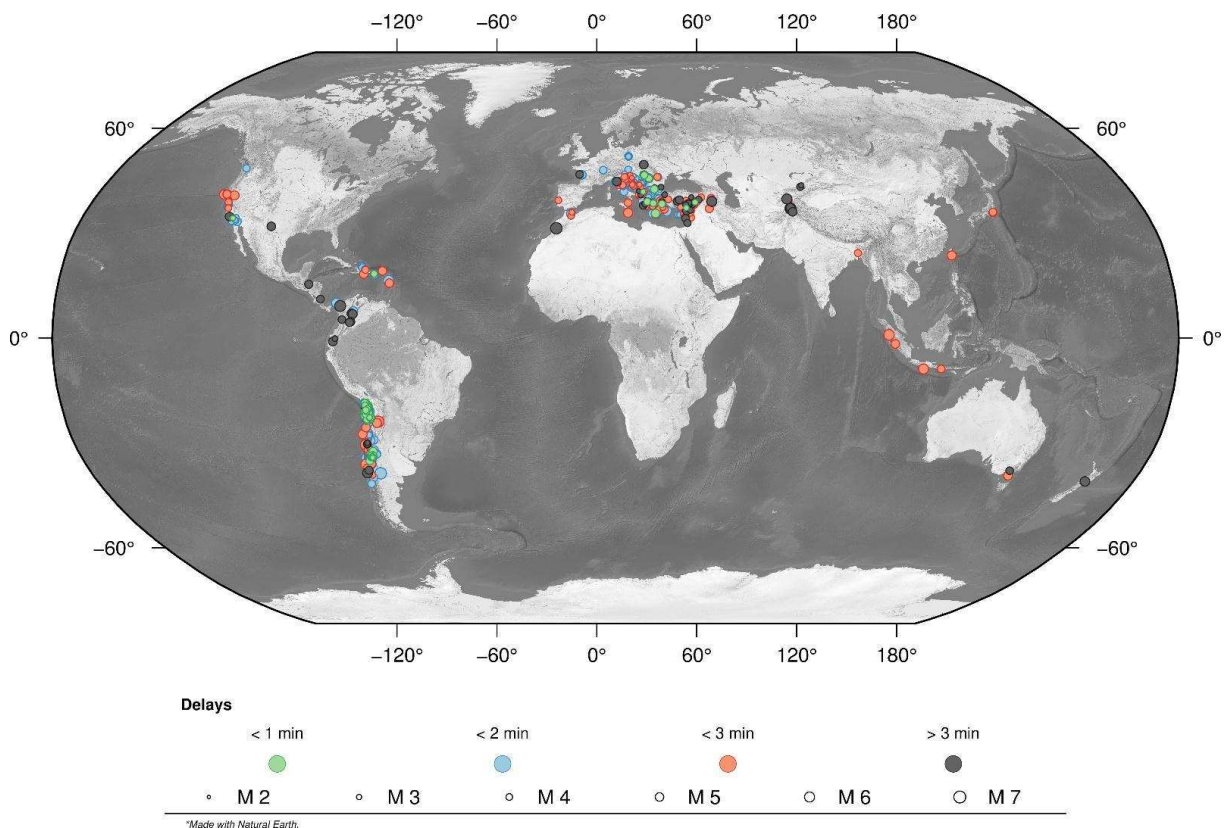 −120° −60° 0° 60° 120° 180°
60° 60°
0° 0°
−60° −60°
−120° −60° 0° 60° 120° 180°
Delays
< 1 min < 2 min < 3 min > 3 min
M 2 M 3 M 4 M 5 M 6 M 7
*Made with Natural Earth.